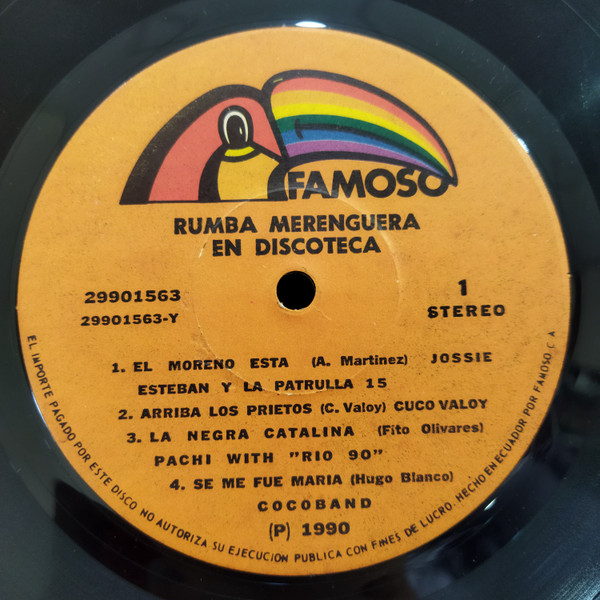 FAMOSO
RUMBA MERENGUERA
EN DISCOTECA
29901563
29901563-Y
1
STEREO
1. EL MORENO ESTA (A. Martinez) JOSSIE
ESTEBAN Y LA PATRULLA 15
2. ARRIBA LOS PRIETOS (C. Valoy) CUCO VALOY
3. LA NEGRA CATALINA (Fito Olivares)
PACHI WITH "RIO 90"
4. SE ME FUE MARIA (Hugo Blanco)
COCOBAND
(P) 1990
EL IMPORTE PAGADO POR ESTE DISCO NO AUTORIZA SU EJECUCION PUBLICA CON FINES DE LUCRO. HECHO EN ECUADOR POR FAMOSO C A